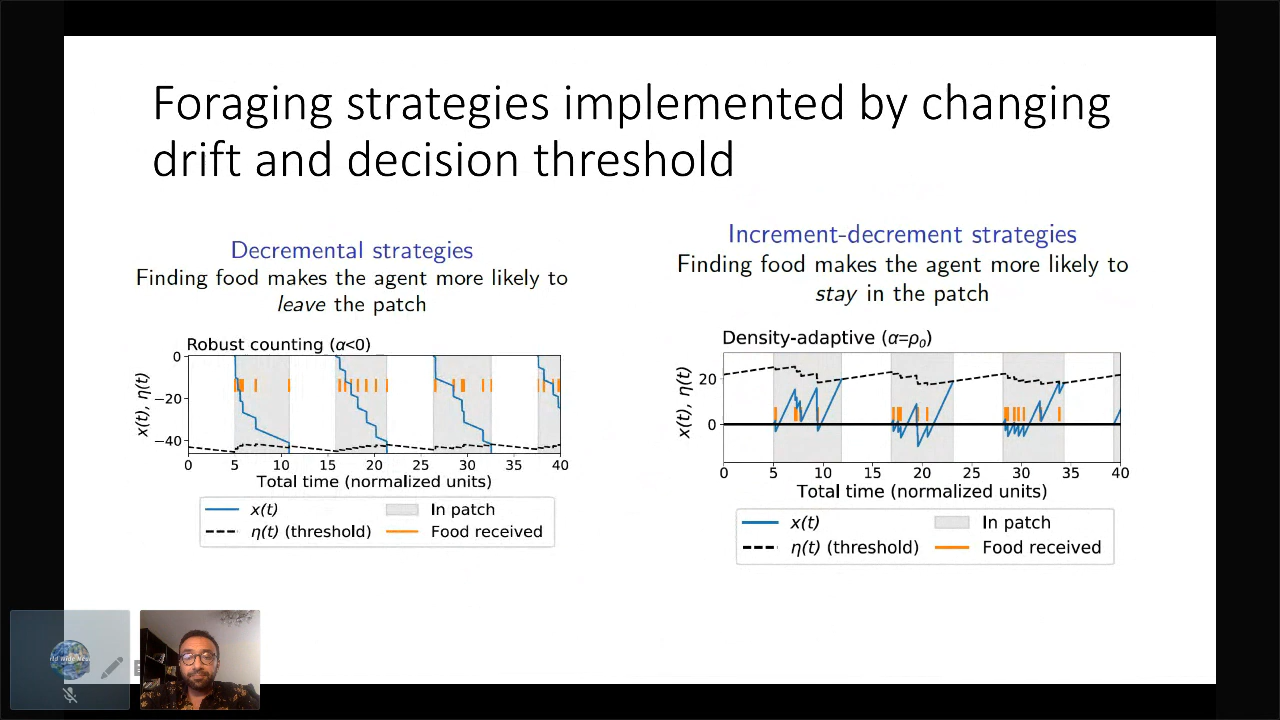 Foraging strategies implemented by changing
drift and decision threshold
Decremental strategies
Finding food makes the agent more likely to
leave the patch
Robust counting (α<0)
x(t), η(t)
0
−20
−40
0 5 10 15 20 25 30 35 40
Total time (normalized units)
x(t) In patch
η(t) (threshold) Food received
Increment-decrement strategies
Finding food makes the agent more likely to
stay in the patch
Density-adaptive (α=ρ₀)
x(t), η(t)
20
0
0 5 10 15 20 25 30 35 40
Total time (normalized units)
x(t) In patch
η(t) (threshold) Food received